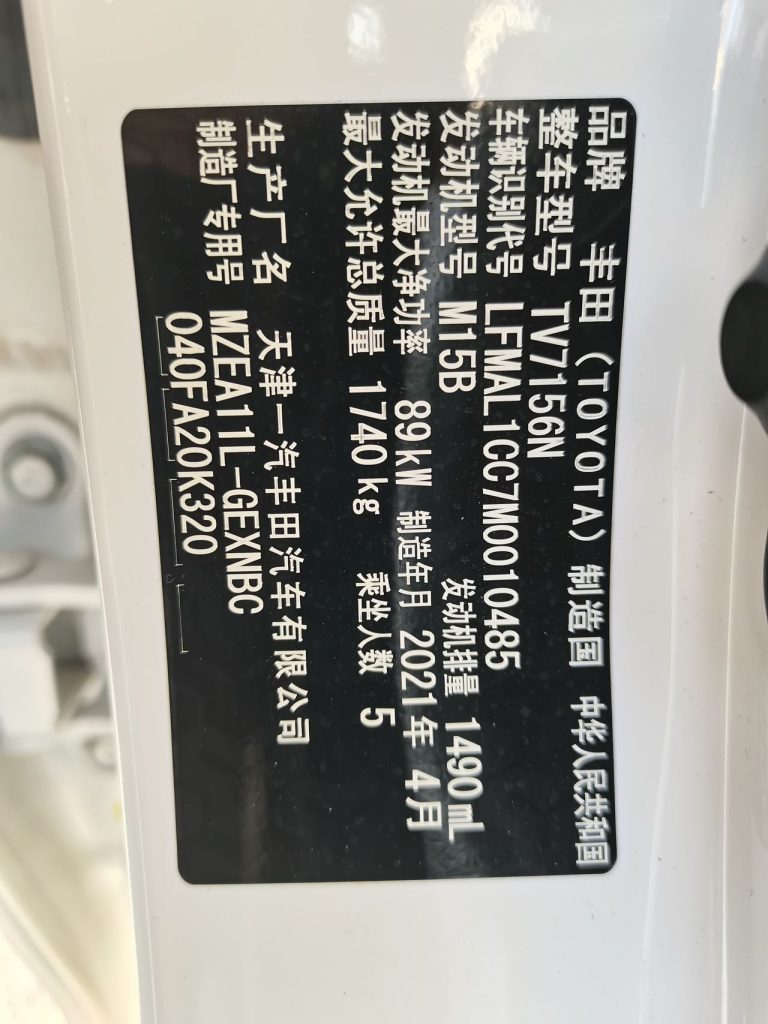 品牌 丰田（TOYOTA）制造国 中华人民共和国
整车型号 TV7156N
车辆识别代号 LFMAL1CC7M0010485
发动机型号 M15B 发动机排量 1490mL
发动机最大净功率 89kW 制造年月 2021年 4月
最大允许总质量 1740kg 乘坐人数 5
生产厂名 天津一汽丰田汽车有限公司
制造厂专用号 MZEA11L-GEXNBC
040FA20K320